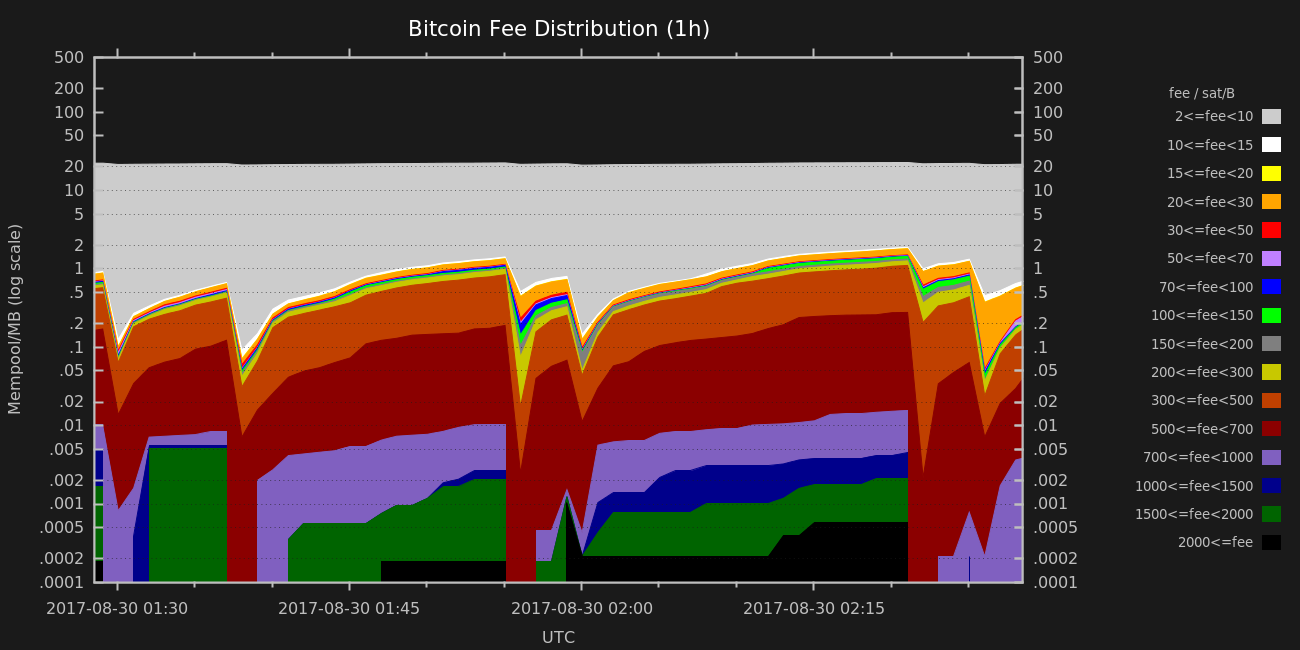 Bitcoin Fee Distribution (1h)
Mempool/MB (log scale)
500
200
100
50
20
10
5
2
1
.5
.2
.1
.05
.02
.01
.005
.002
.001
.0005
.0002
.0001
500
200
100
50
20
10
5
2
1
.5
.2
.1
.05
.02
.01
.005
.002
.001
.0005
.0002
.0001
fee / sat/B
2<=fee<10
10<=fee<15
15<=fee<20
20<=fee<30
30<=fee<50
50<=fee<70
70<=fee<100
100<=fee<150
150<=fee<200
200<=fee<300
300<=fee<500
500<=fee<700
700<=fee<1000
1000<=fee<1500
1500<=fee<2000
2000<=fee
2017-08-30 01:30 2017-08-30 01:45 2017-08-30 02:00 2017-08-30 02:15
UTC